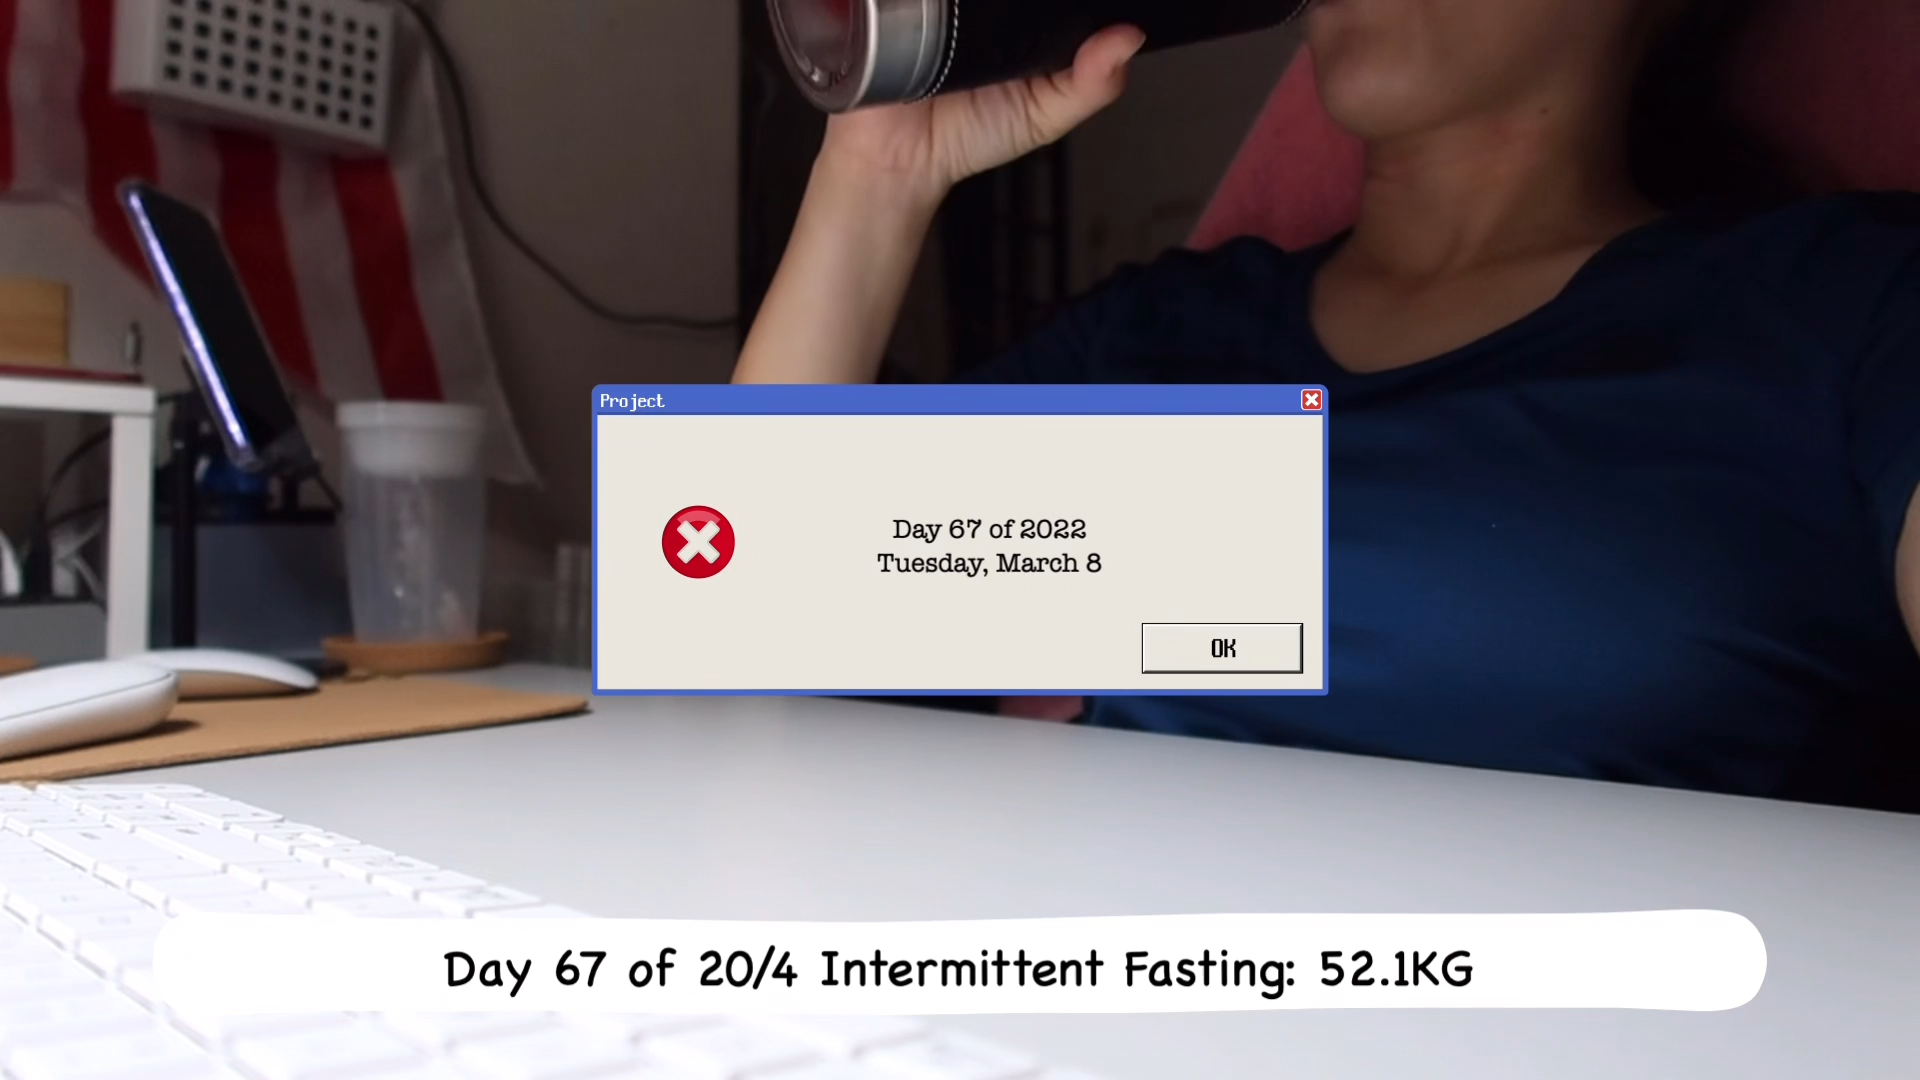 Project
Day 67 of 2022
Tuesday, March 8
OK
Day 67 of 20/4 Intermittent Fasting: 52.1KG